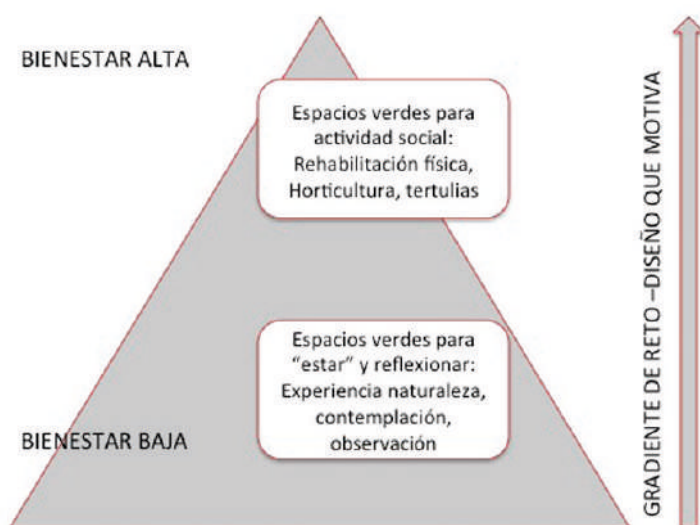 BIENESTAR ALTA
Espacios verdes para
actividad social:
Rehabilitación física,
Horticultura, tertulias
Espacios verdes para
“estar” y reflexionar:
Experiencia naturaleza,
contemplación,
observación
BIENESTAR BAJA
GRADIENTE DE RETO –DISEÑO QUE MOTIVA